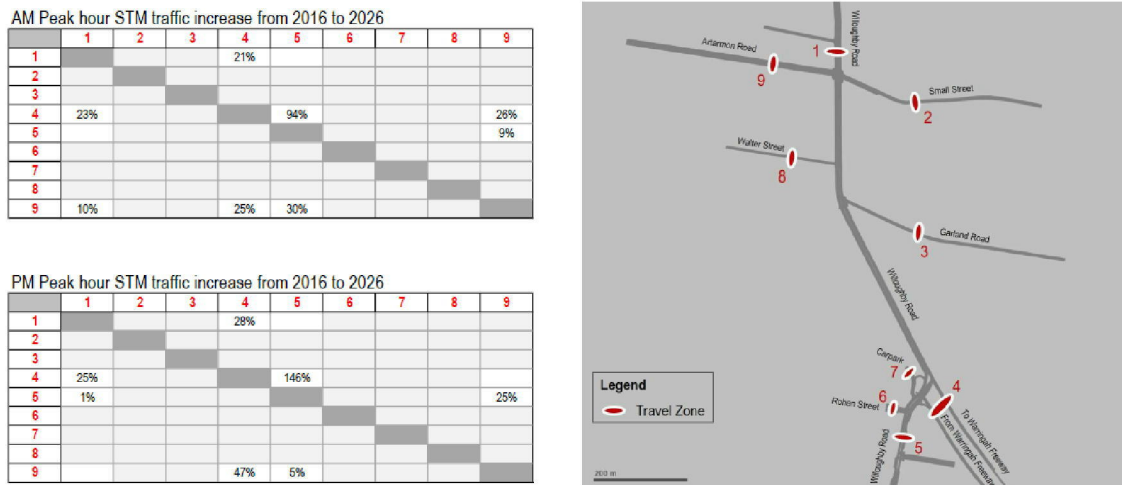 AM Peak hour STM traffic increase from 2016 to 2026
1 2 3 4 5 6 7 8 9
1 21%
2
3
4 23% 94% 26%
5 9%
6
7
8
9 10% 25% 30%
PM Peak hour STM traffic increase from 2016 to 2026
1 2 3 4 5 6 7 8 9
1 28%
2
3
4 25% 146%
5 1% 25%
6
7
8
9 47% 5%
Willoughby Road
1
Artarmon Road
9
Small Street
2
Walter Street
8
Garland Road
3
Willoughby Road
Carpark
7
4
6
Rohen Street
To Warringah Freeway
From Warringah Freeway
5
Willoughby Road
Legend
Travel Zone
200 m